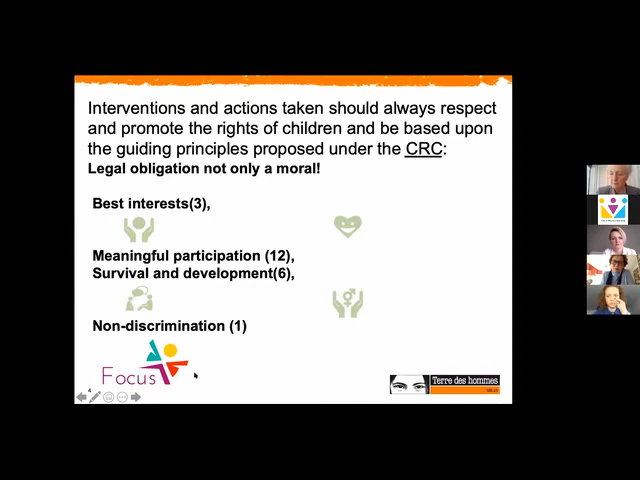 Interventions and actions taken should always respect
and promote the rights of children and be based upon
the guiding principles proposed under the CRC:
Legal obligation not only a moral!
Best interests(3),
Meaningful participation (12),
Survival and development(6),
Non-discrimination (1)
Focus
Terre des hommes
4